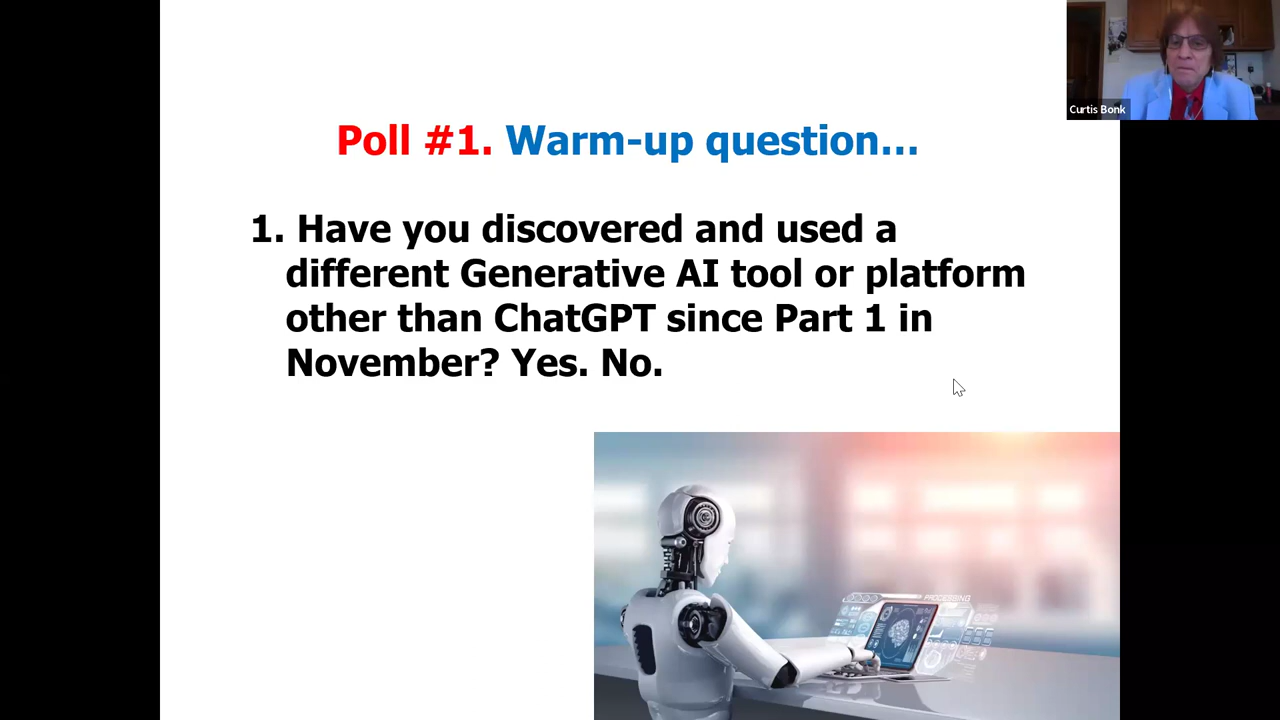 Curtis Bonk
Poll #1. Warm-up question...
1. Have you discovered and used a
different Generative AI tool or platform
other than ChatGPT since Part 1 in
November? Yes. No.
PROCESSING